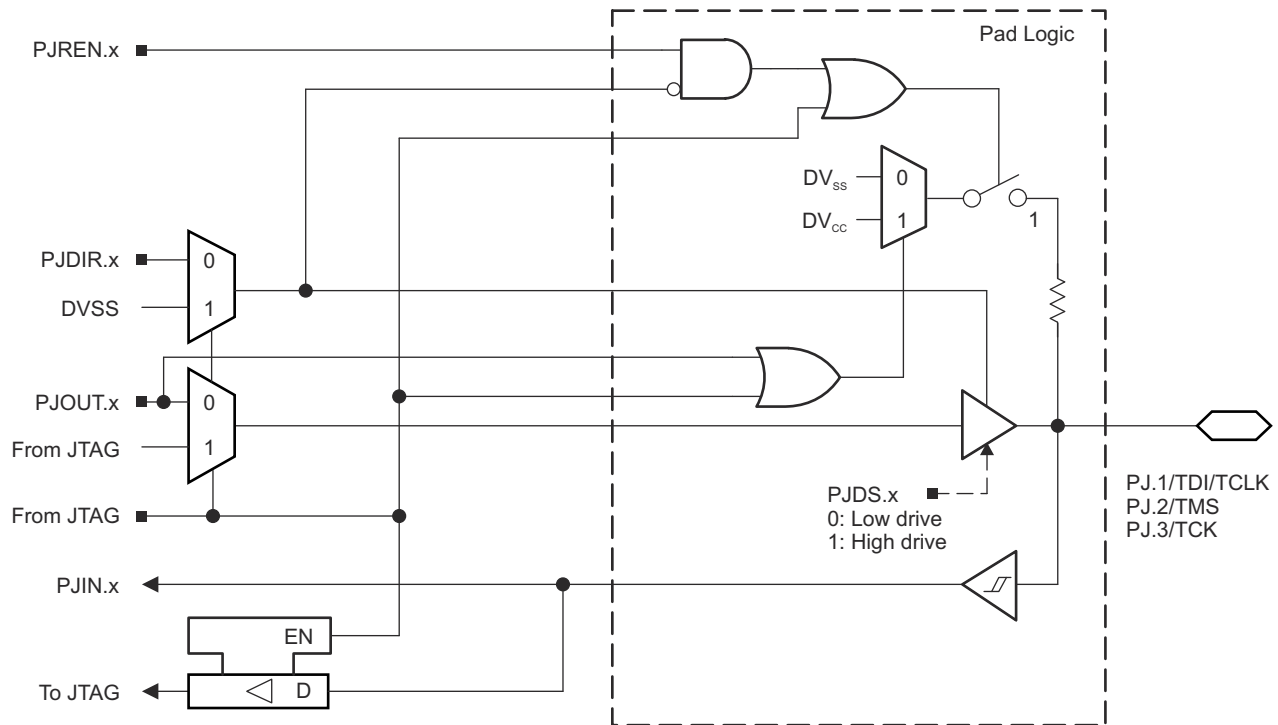 Pad Logic
PJREN.x
DVSS 0
DVCC 1
1
PJDIR.x 0
DVSS 1
PJOUT.x 0
From JTAG 1
From JTAG
PJDS.x
0: Low drive
1: High drive
PJ.1/TDI/TCLK
PJ.2/TMS
PJ.3/TCK
PJIN.x
EN
To JTAG
D